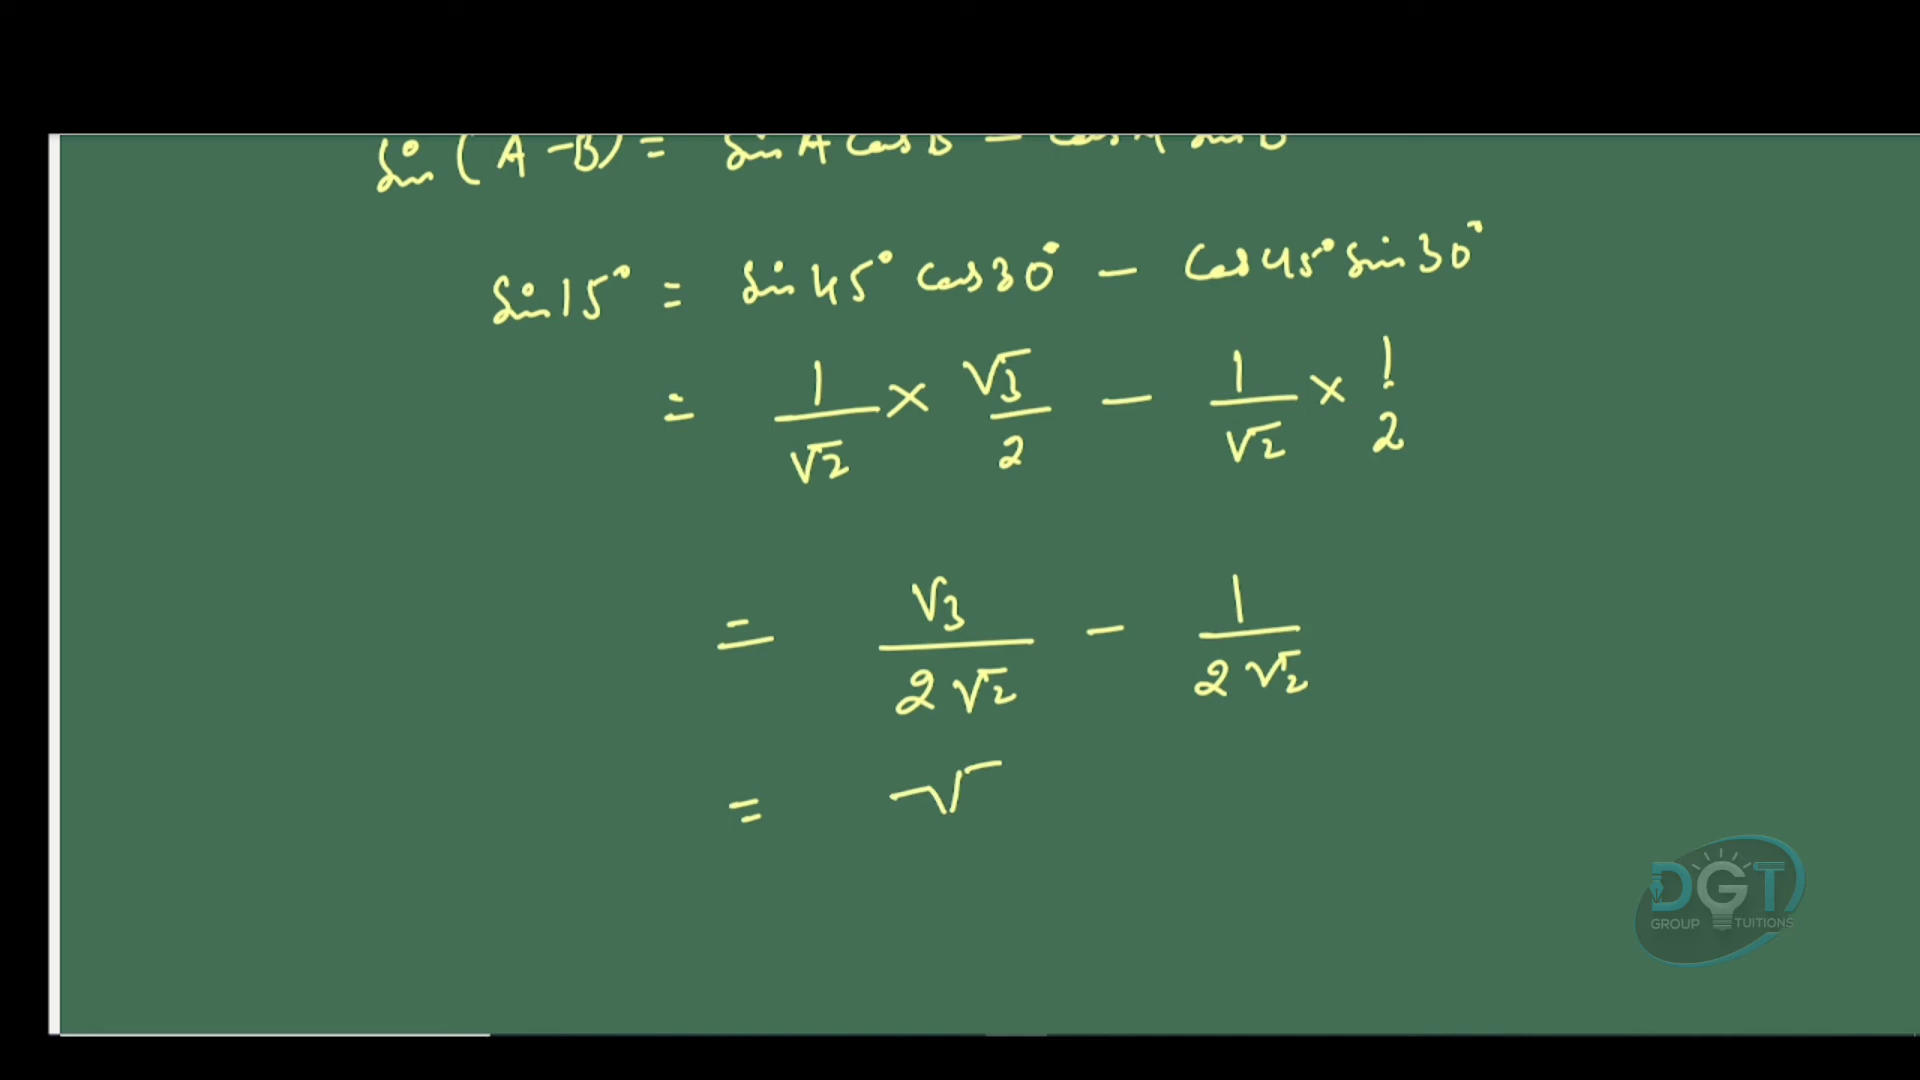 sin (A-B) = sin A cos B - cos A sin B
sin 15° = sin 45° cos 30° - cos 45° sin 30°
= 1/√2 × √3/2 - 1/√2 × 1/2
= √3/2√2 - 1/2√2
= √
DGT
GROUP TUITIONS